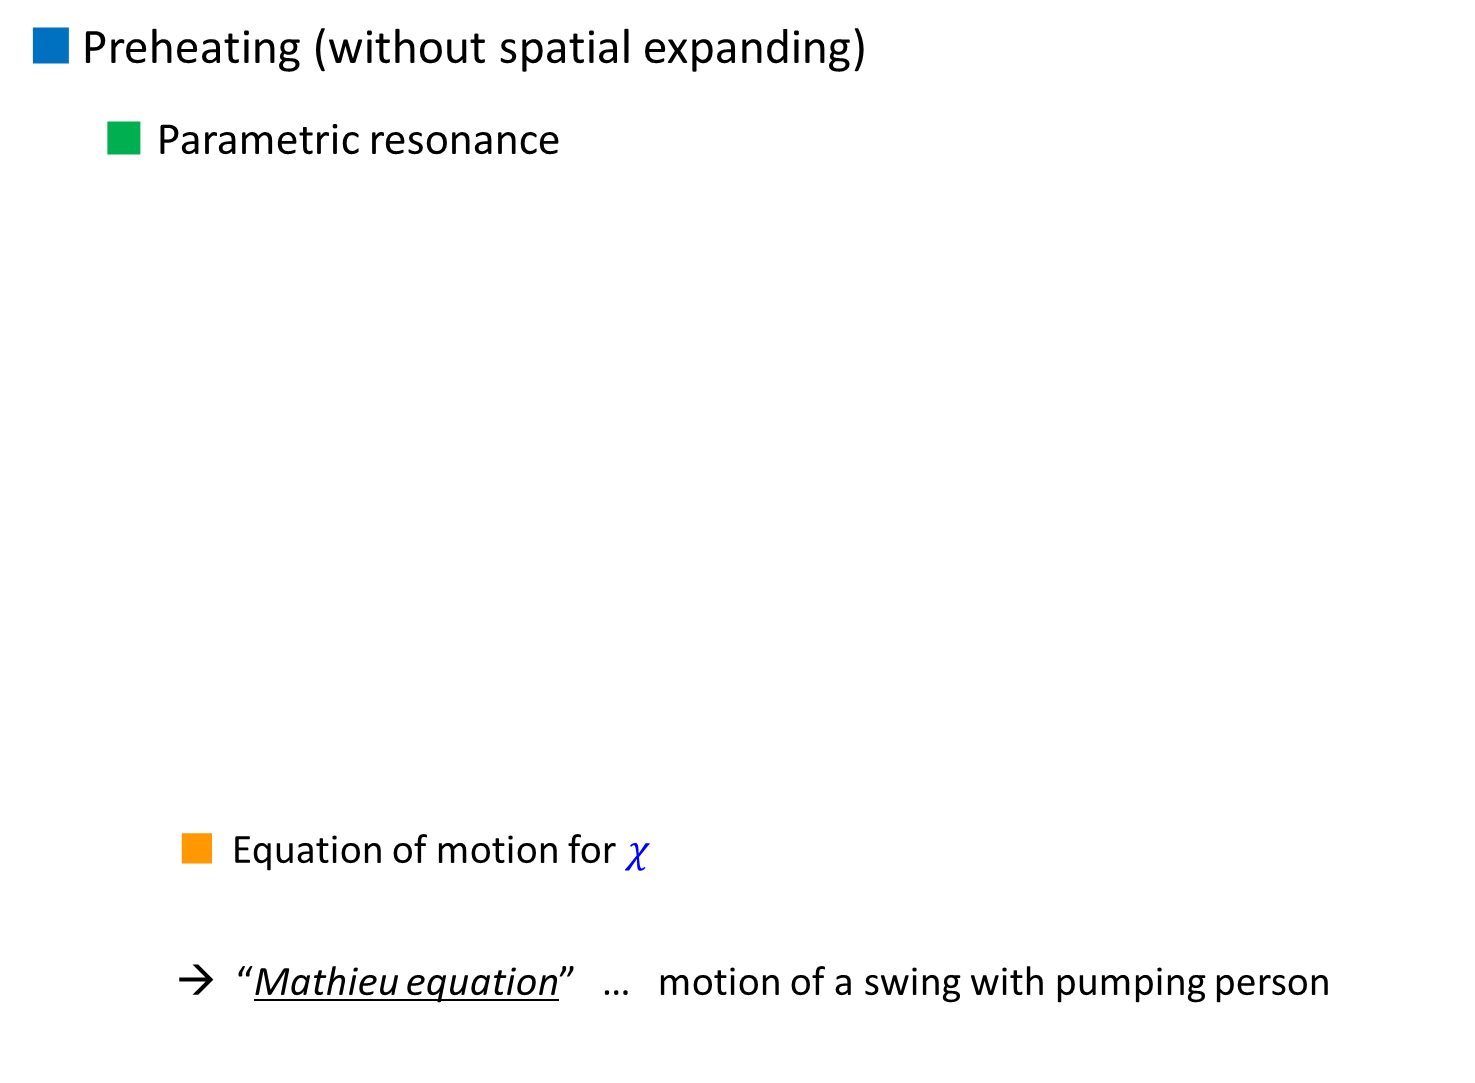 Preheating (without spatial expanding)
Parametric resonance
Equation of motion for χ
→ “Mathieu equation” … motion of a swing with pumping person